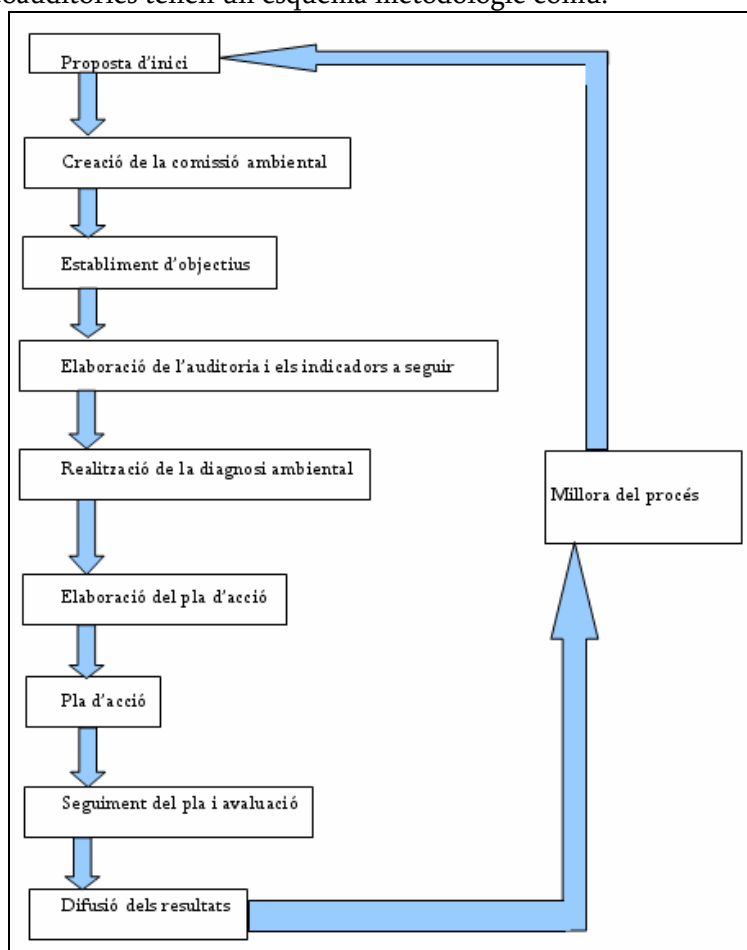 ecoauditories tenen un esquema metodològic comú:
Proposta d'inici
Creació de la comissió ambiental
Establiment d'objectius
Elaboració de l'auditoria i els indicadors a seguir
Realització de la diagnosi ambiental
Millora del procés
Elaboració del pla d'acció
Pla d'acció
Seguiment del pla i avaluació
Difusió dels resultats